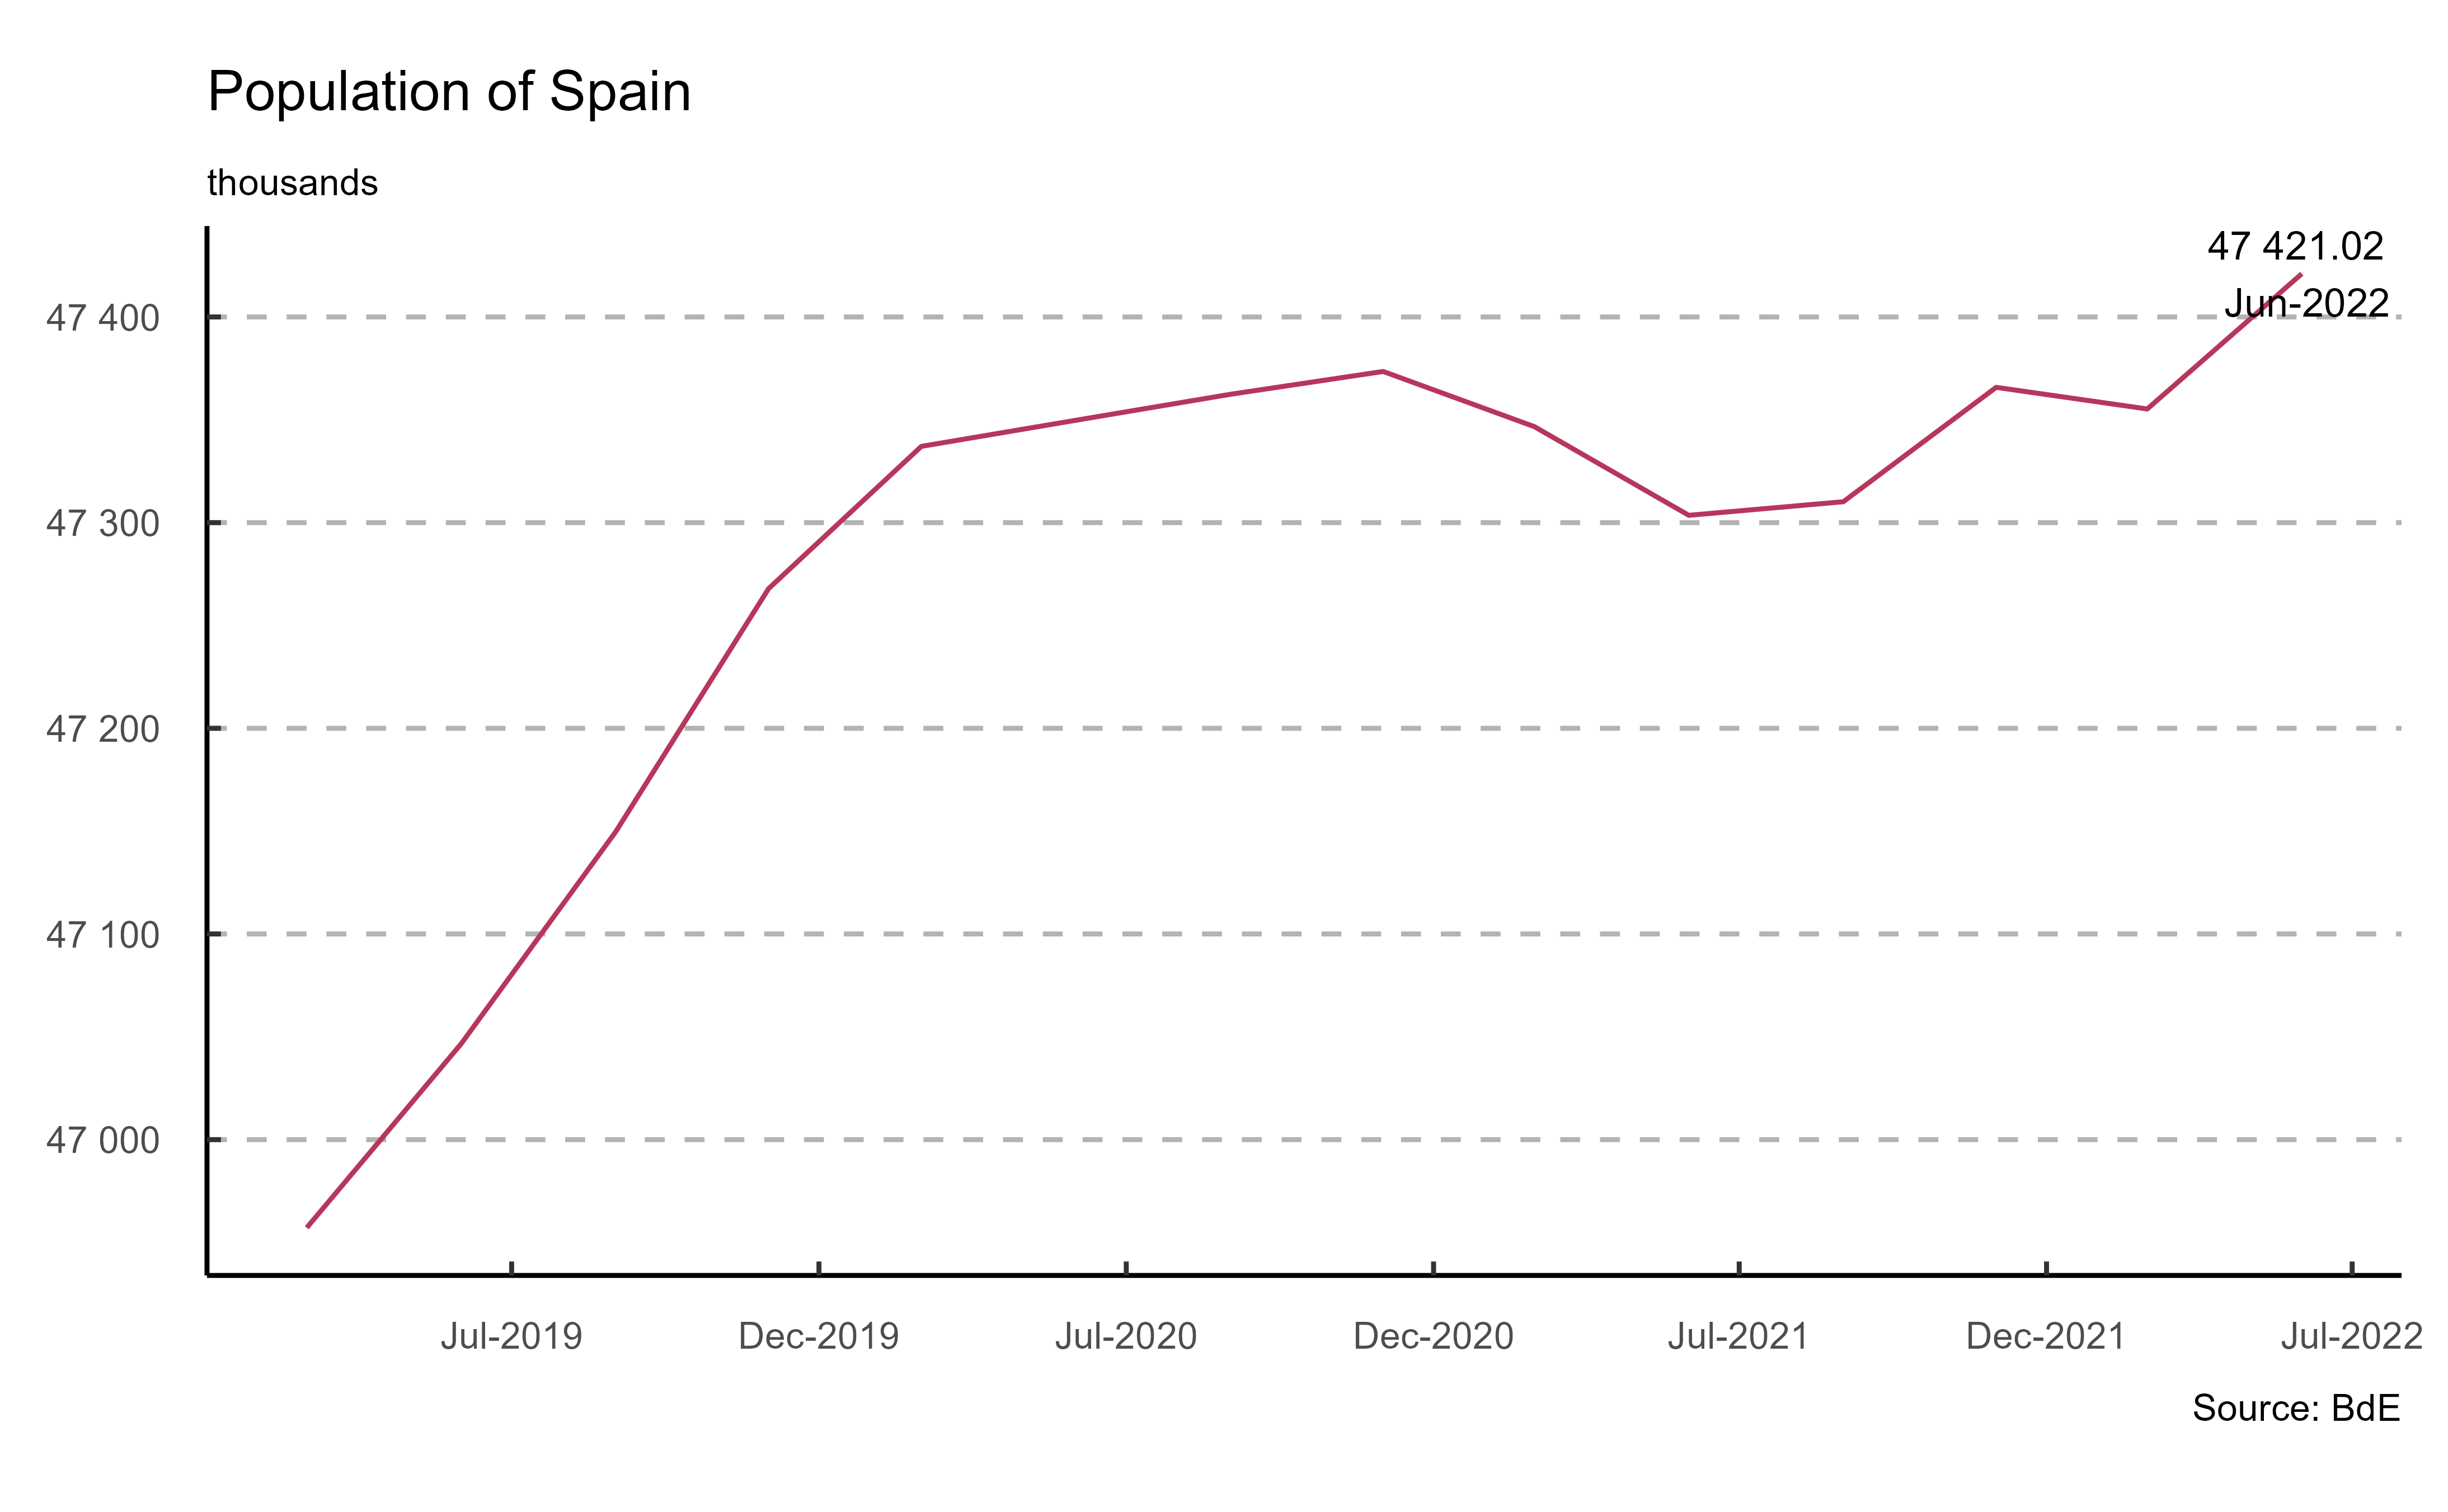 Population of Spain
thousands
47 421.02
Jun-2022
47 400
47 300
47 200
47 100
47 000
Jul-2019 Dec-2019 Jul-2020 Dec-2020 Jul-2021 Dec-2021 Jul-2022
Source: BdE